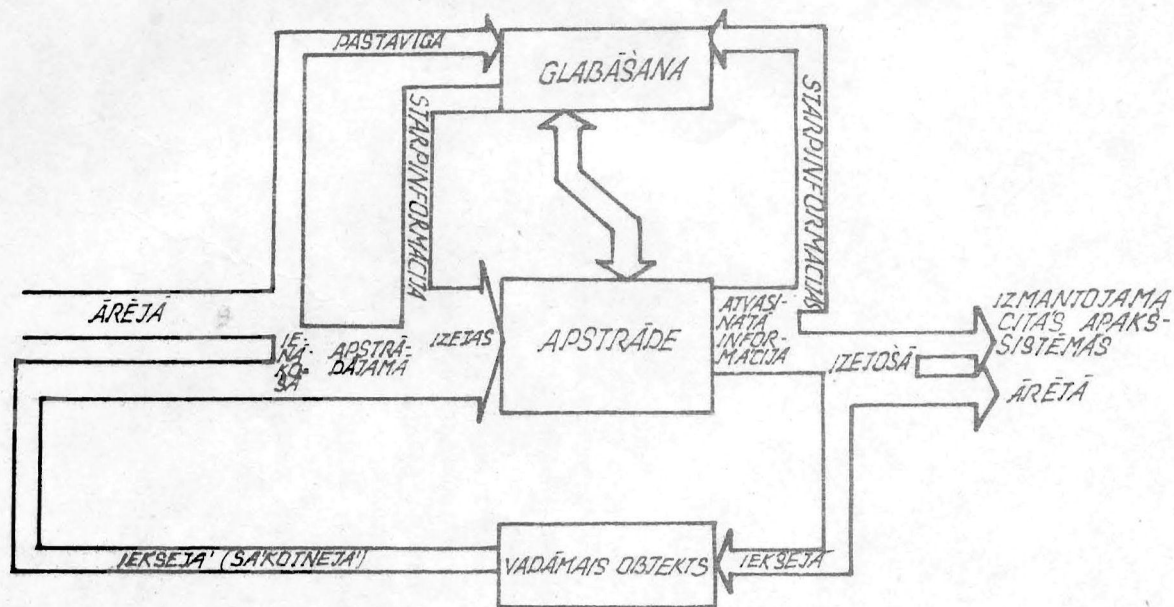 PASTĀVĪGĀ
GLABĀŠANA
STARPINFORMĀCIJA
STARPINFORMĀCIJA
ĀRĒJĀ
IE-
NĀ-
KO-
ŠĀ
APSTRĀ-
DĀJAMĀ
IZEJAS
APSTRĀDE
ATVASI-
NĀTĀ
INFOR-
MĀCIJA
IZEJOŠĀ
IZMANTOJAMA
CITĀS APAKŠ-
SISTĒMĀS
ĀRĒJĀ
IEKŠĒJĀ (SĀKOTNĒJĀ)
VADĀMAIS OBJEKTS
IEKŠĒJĀ